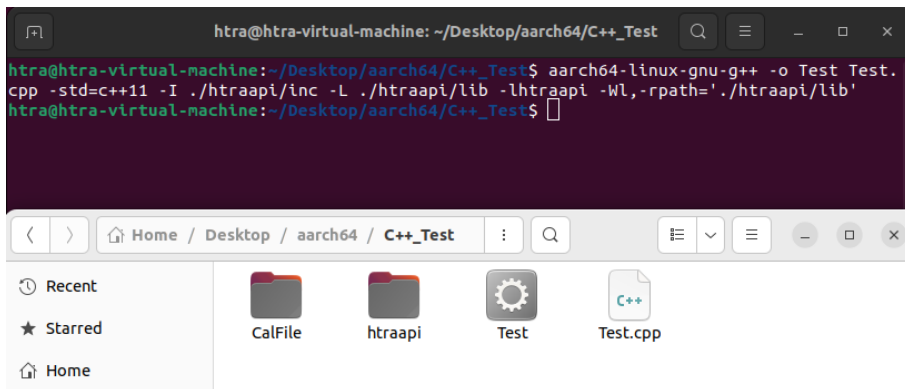 htra@htra-virtual-machine: ~/Desktop/aarch64/C++_Test
htra@htra-virtual-machine:~/Desktop/aarch64/C++_Test$ aarch64-linux-gnu-g++ -o Test Test.
cpp -std=c++11 -I ./htraapi/inc -L ./htraapi/lib -lhtraapi -Wl,-rpath='./htraapi/lib'
htra@htra-virtual-machine:~/Desktop/aarch64/C++_Test$
Home / Desktop / aarch64 / C++_Test
Recent
Starred
Home
C++
CalFile
htraapi
Test
Test.cpp